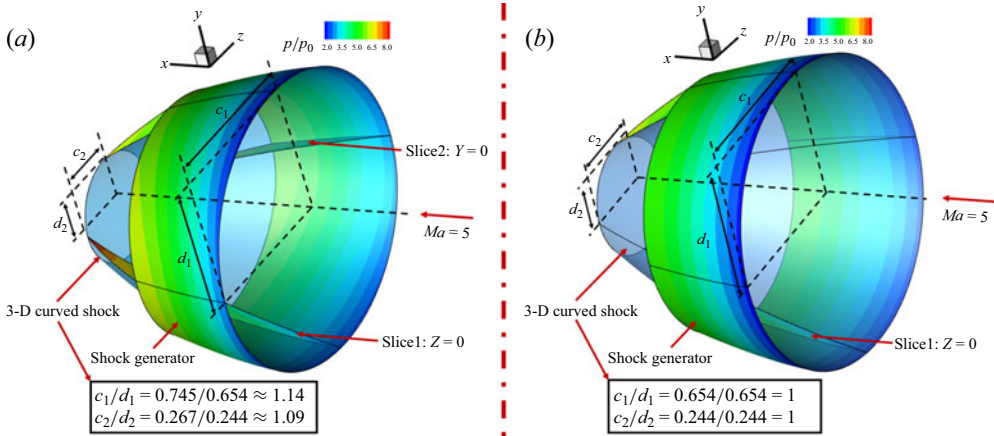 (a)
y
z
x
p/p0
2.0 3.5 5.0 6.5 8.0
c1
c2
d2
d1
Slice2: Y = 0
Ma = 5
3-D curved shock
Shock generator
Slice1: Z = 0
c1/d1 = 0.745/0.654 ≈ 1.14
c2/d2 = 0.267/0.244 ≈ 1.09
(b)
y
z
x
p/p0
2.0 3.5 5.0 6.5 8.0
c1
c2
d2
d1
Ma = 5
3-D curved shock
Shock generator
Slice1: Z = 0
c1/d1 = 0.654/0.654 = 1
c2/d2 = 0.244/0.244 = 1